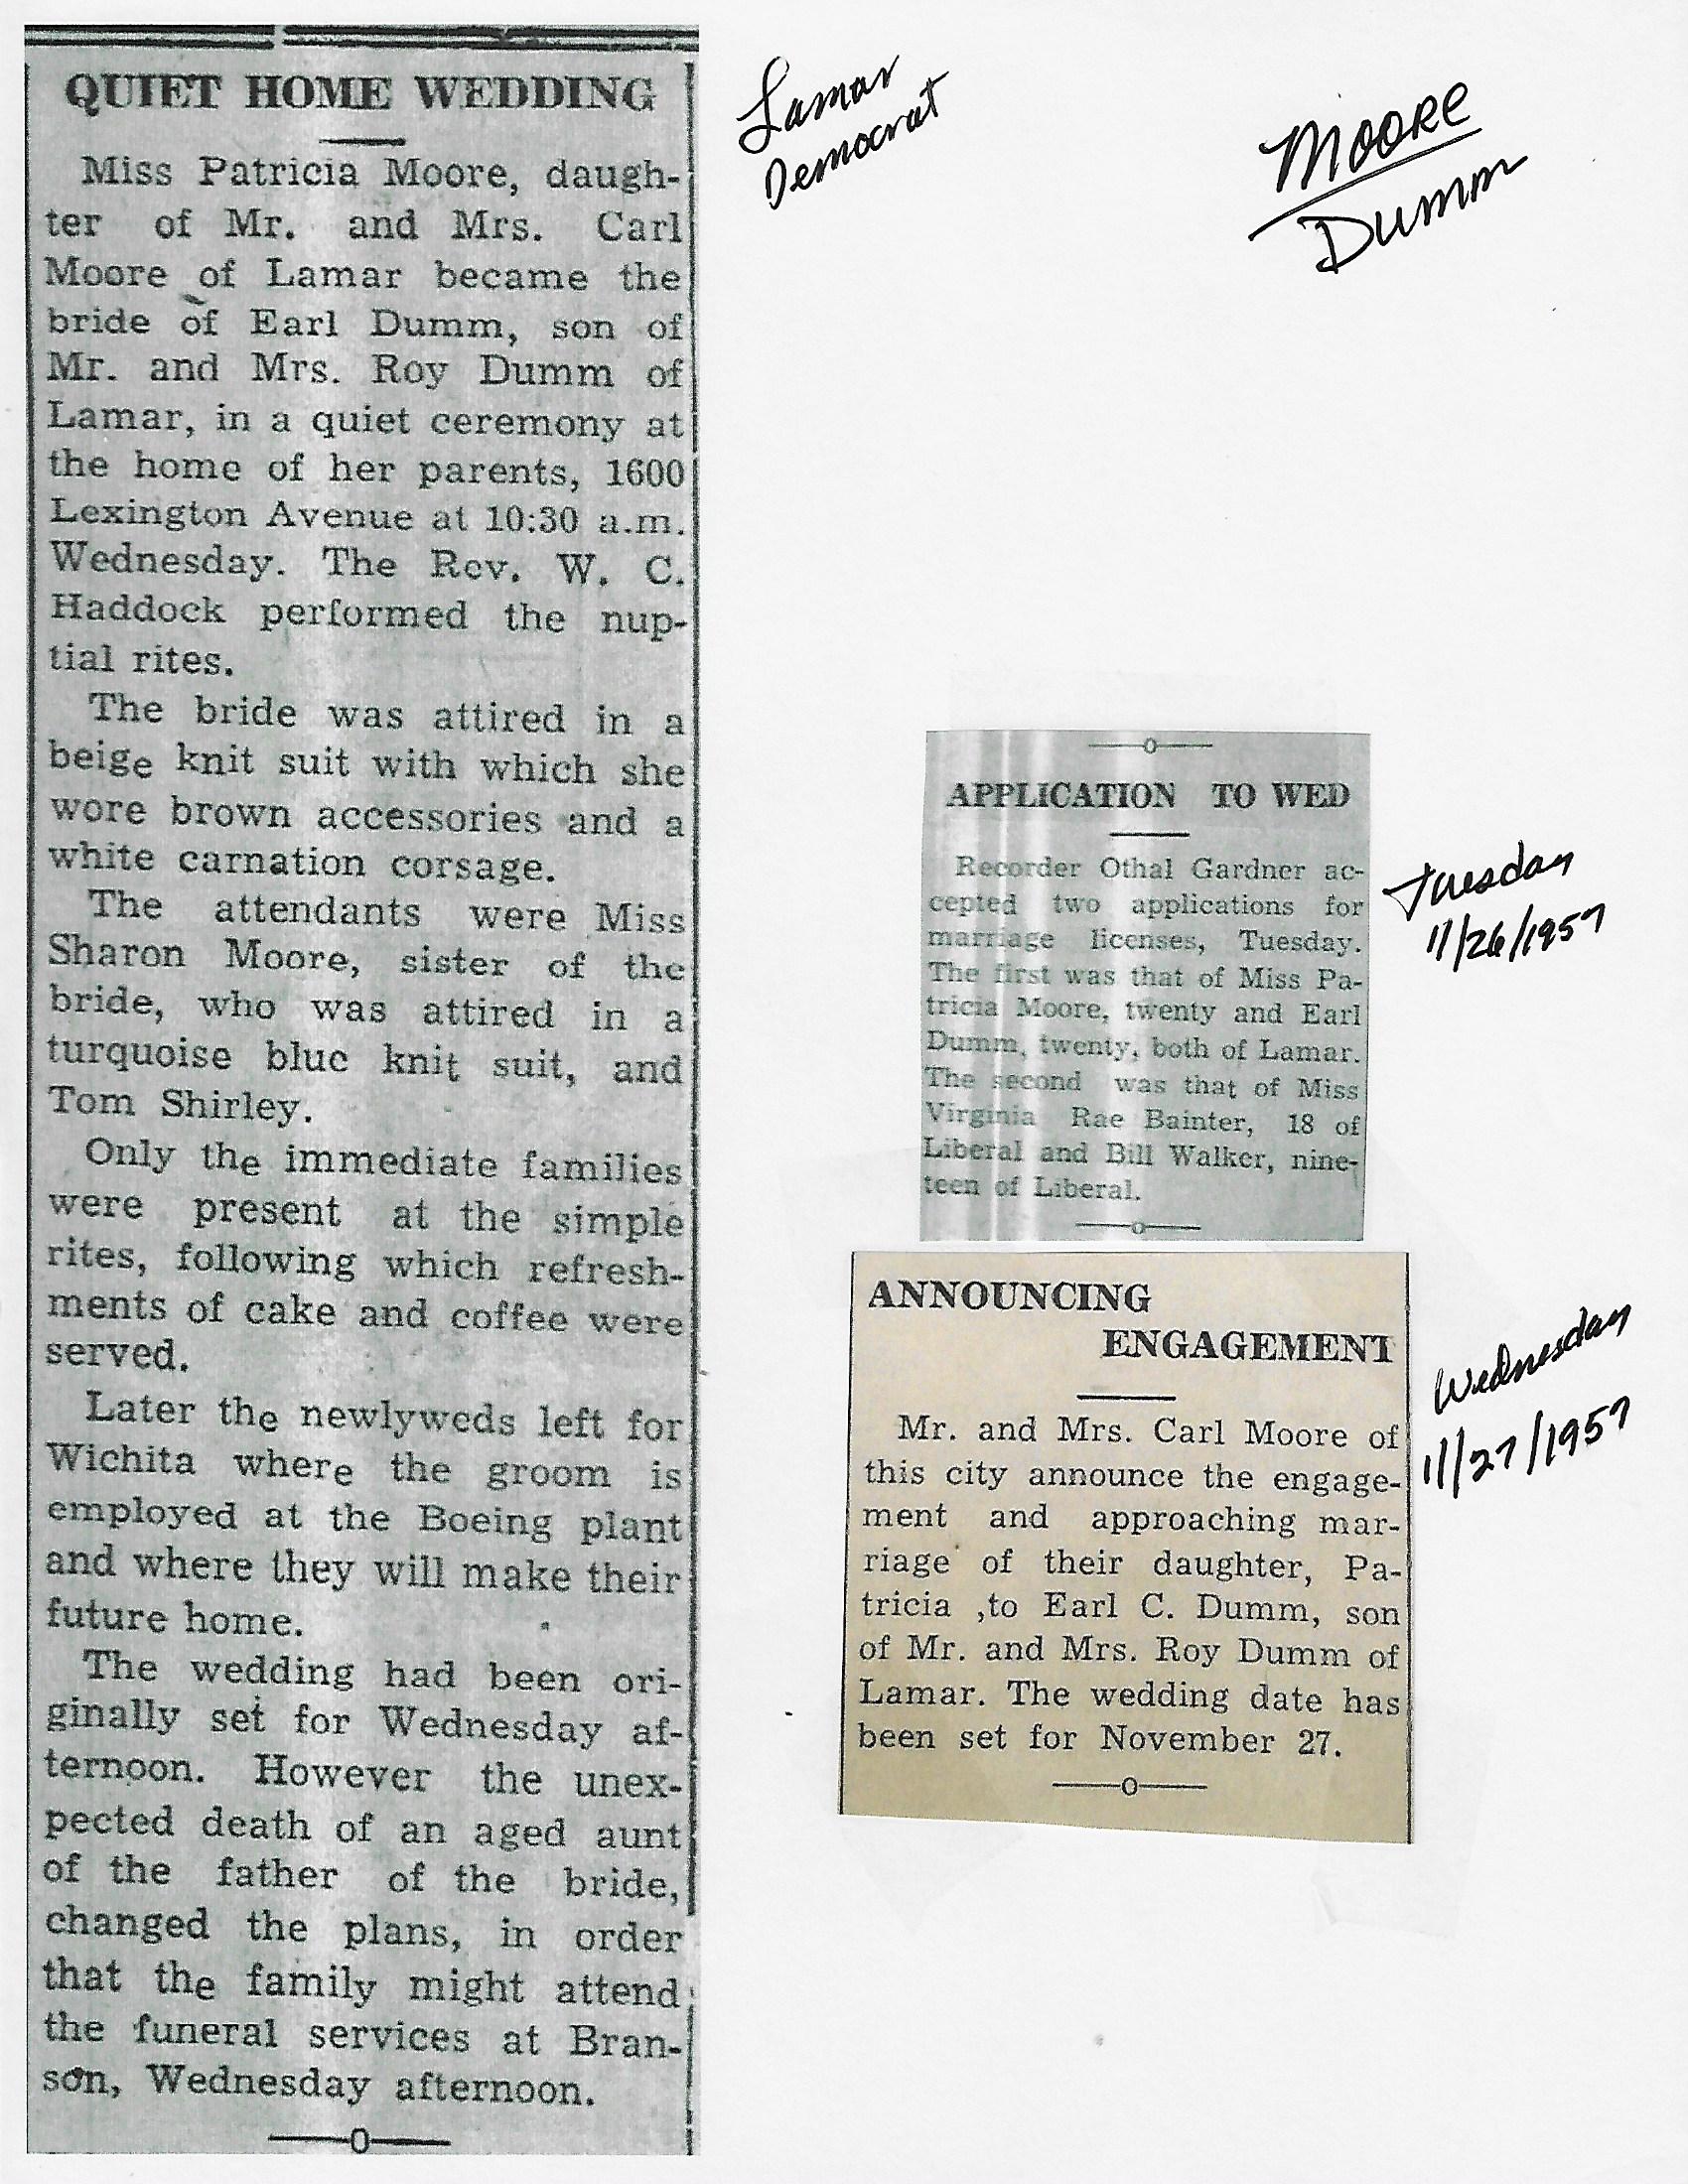 QUIET HOME WEDDING
Miss Patricia Moore, daugh-
ter of Mr. and Mrs. Carl
Moore of Lamar became the
bride of Earl Dumm, son of
Mr. and Mrs. Roy Dumm of
Lamar, in a quiet ceremony at
the home of her parents, 1600
Lexington Avenue at 10:30 a.m.
Wednesday. The Rev. W. C.
Haddock performed the nup-
tial rites.
The bride was attired in a
beige knit suit with which she
wore brown accessories and a
white carnation corsage.
The attendants were Miss
Sharon Moore, sister of the
bride, who was attired in a
turquoise blue knit suit, and
Tom Shirley.
Only the immediate families
were present at the simple
rites, following which refresh-
ments of cake and coffee were
served.
Later the newlyweds left for
Wichita where the groom is
employed at the Boeing plant
and where they will make their
future home.
The wedding had been ori-
ginally set for Wednesday af-
ternoon. However the unex-
pected death of an aged aunt
of the father of the bride,
changed the plans, in order
that the family might attend
the funeral services at Bran-
son, Wednesday afternoon.
Lamar
Democrat
Moore
Dumm
APPLICATION TO WED
Recorder Othal Gardner ac-
cepted two applications for
marriage licenses, Tuesday.
The first was that of Miss Pa-
tricia Moore, twenty and Earl
Dumm, twenty, both of Lamar.
The second was that of Miss
Virginia Rae Bainter, 18 of
Liberal and Bill Walker, nine-
teen of Liberal.
Tuesday
11/26/1957
ANNOUNCING
ENGAGEMENT
Mr. and Mrs. Carl Moore of
this city announce the engage-
ment and approaching mar-
riage of their daughter, Pa-
tricia ,to Earl C. Dumm, son
of Mr. and Mrs. Roy Dumm of
Lamar. The wedding date has
been set for November 27.
Wednesday
11/27/1957